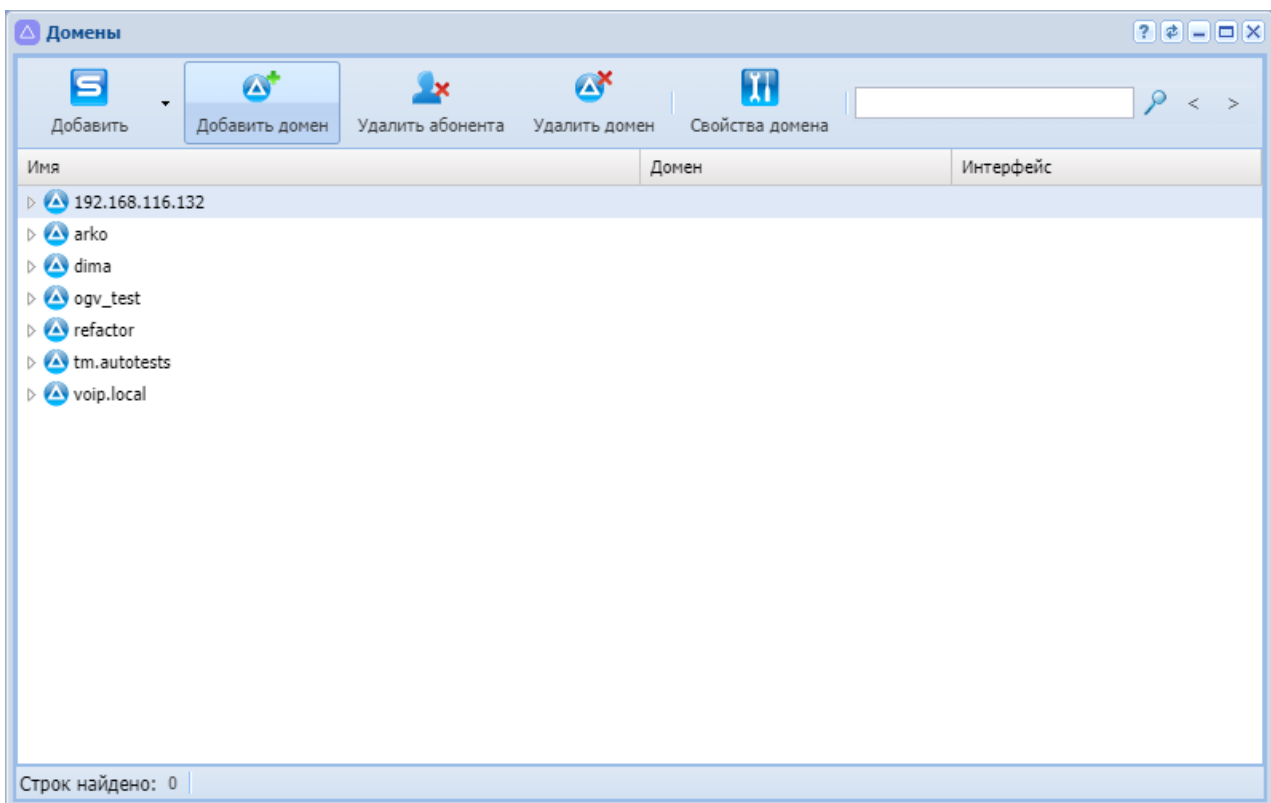 Домены
Добавить Добавить домен Удалить абонента Удалить домен Свойства домена < >
Имя Домен Интерфейс
192.168.116.132
arko
dima
ogv_test
refactor
tm.autotests
voip.local
Строк найдено: 0